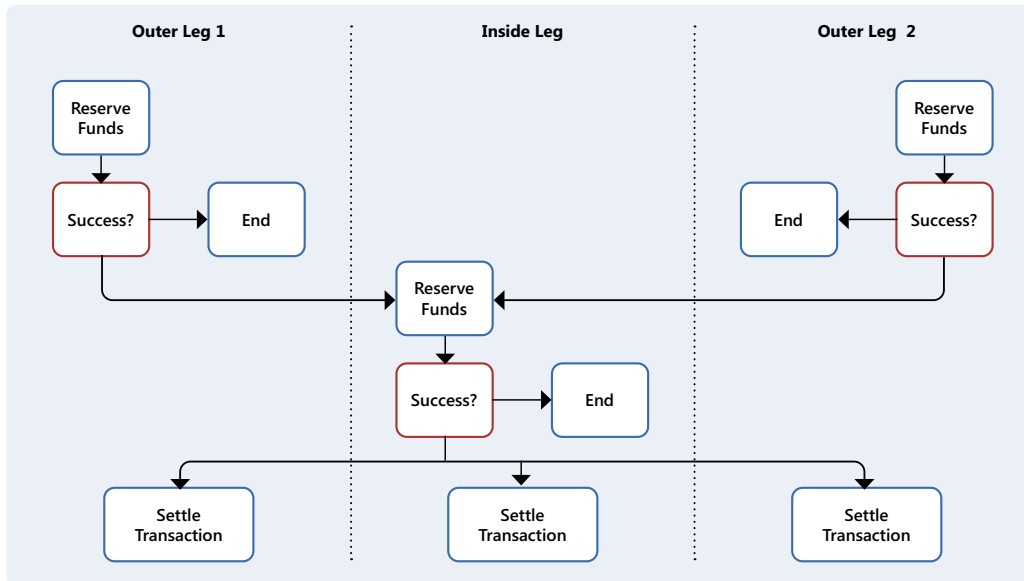 Outer Leg 1
Inside Leg
Outer Leg 2
Reserve
Funds
Reserve
Funds
Success?
End
End
Success?
Reserve
Funds
Success?
End
Settle
Transaction
Settle
Transaction
Settle
Transaction